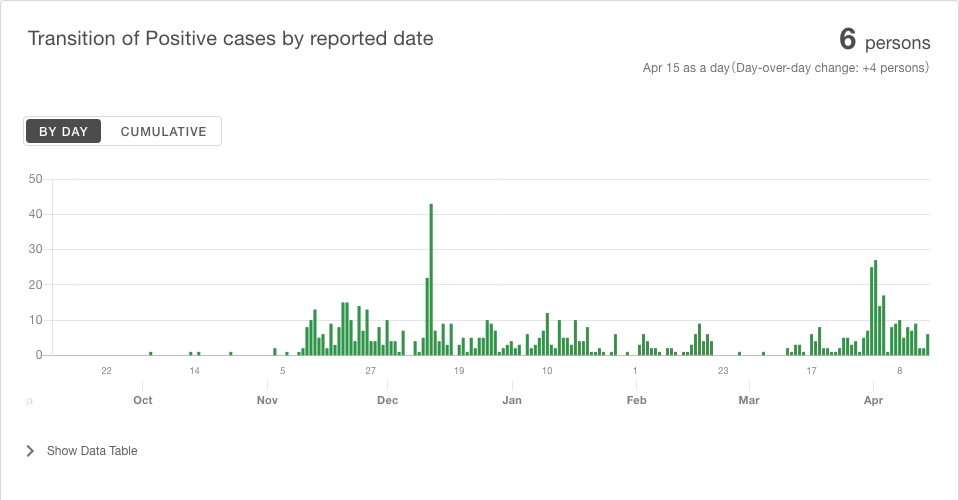 Transition of Positive cases by reported date
6 persons
Apr 15 as a day(Day-over-day change: +4 persons)
BY DAY CUMULATIVE
50
40
30
20
10
0
22 14 5 27 19 10 1 23 17 8
p Oct Nov Dec Jan Feb Mar Apr
Show Data Table